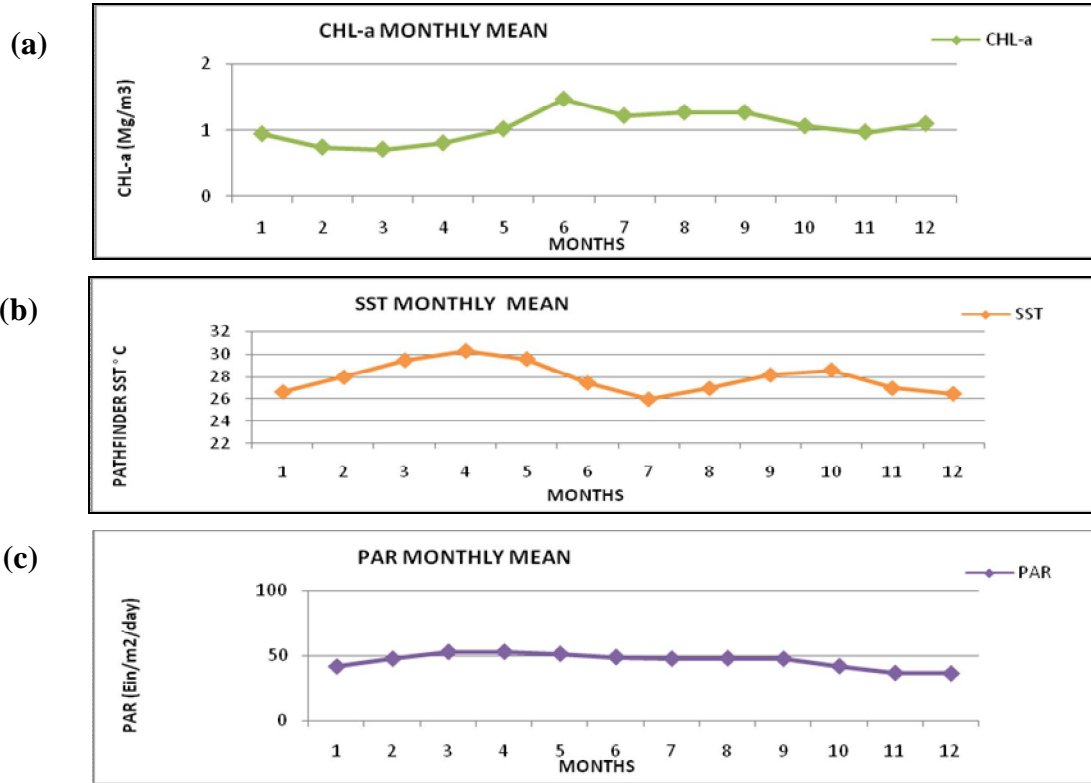 (a)
CHL-a MONTHLY MEAN
CHL-a
CHL-a (Mg/m3)
2
1
0
1 2 3 4 5 6 7 8 9 10 11 12
MONTHS
(b)
SST MONTHLY MEAN
SST
PATHFINDER SST ° C
32
30
28
26
24
22
1 2 3 4 5 6 7 8 9 10 11 12
MONTHS
(c)
PAR MONTHLY MEAN
PAR
PAR (Ein/m2/day)
100
50
0
1 2 3 4 5 6 7 8 9 10 11 12
MONTHS